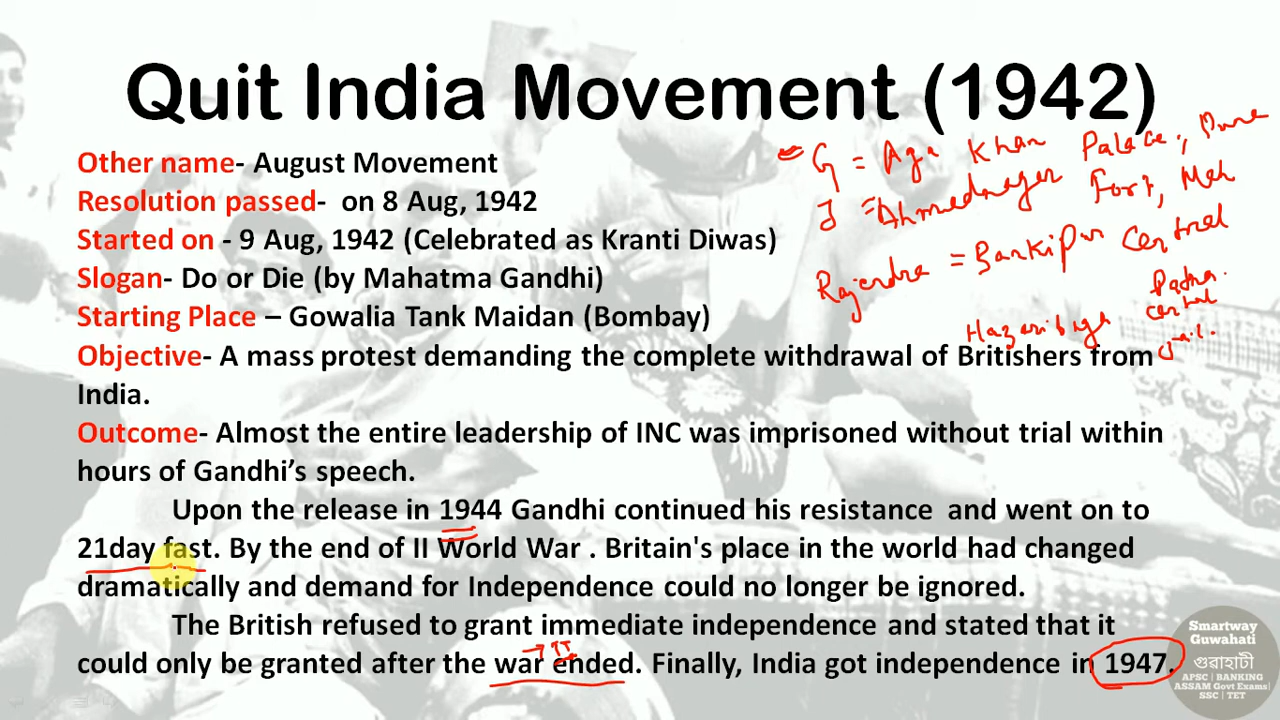 Quit India Movement (1942)
Other name- August Movement
Resolution passed-  on 8 Aug, 1942
Started on - 9 Aug, 1942 (Celebrated as Kranti Diwas)
Slogan- Do or Die (by Mahatma Gandhi)
Starting Place – Gowalia Tank Maidan (Bombay)
Objective- A mass protest demanding the complete withdrawal of Britishers from
India.
Outcome- Almost the entire leadership of INC was imprisoned without trial within
hours of Gandhi’s speech.
Upon the release in 1944 Gandhi continued his resistance  and went on to
21day fast. By the end of II World War . Britain's place in the world had changed
dramatically and demand for Independence could no longer be ignored.
The British refused to grant immediate independence and stated that it
could only be granted after the war ended. Finally, India got independence in 1947.
G = Aga Khan Palace, Pune
J = Ahmednagar Fort, Mah
Rajendra = Bankipur Central
Patna
central
Jail.
→ II
Smartway
Guwahati
গুৱাহাটী
APSC | BANKING
ASSAM Govt Exams|
SSC | TET